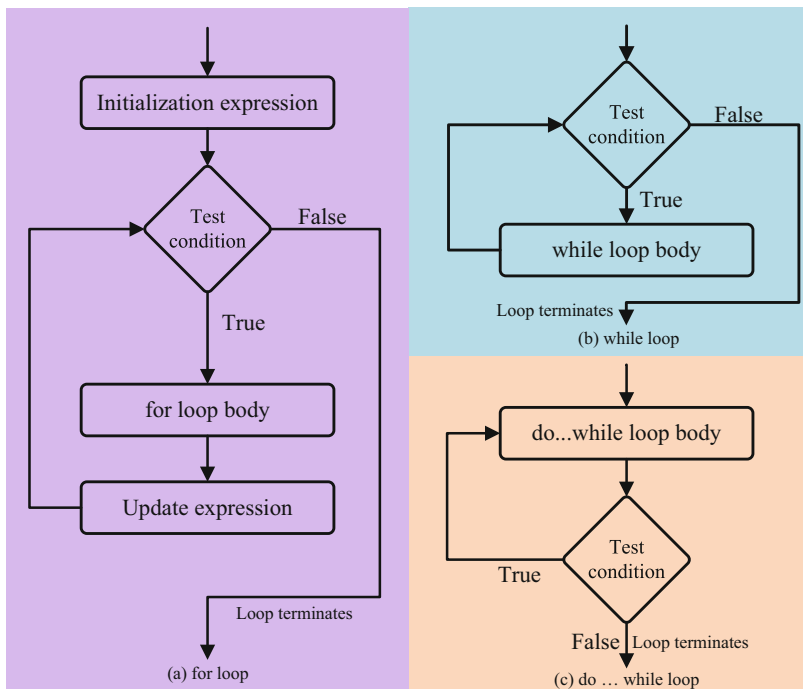 Initialization expression
Test
condition
False
True
for loop body
Update expression
Loop terminates
(a) for loop
Test
condition
False
True
while loop body
Loop terminates
(b) while loop
do...while loop body
Test
condition
True
False
Loop terminates
(c) do ... while loop